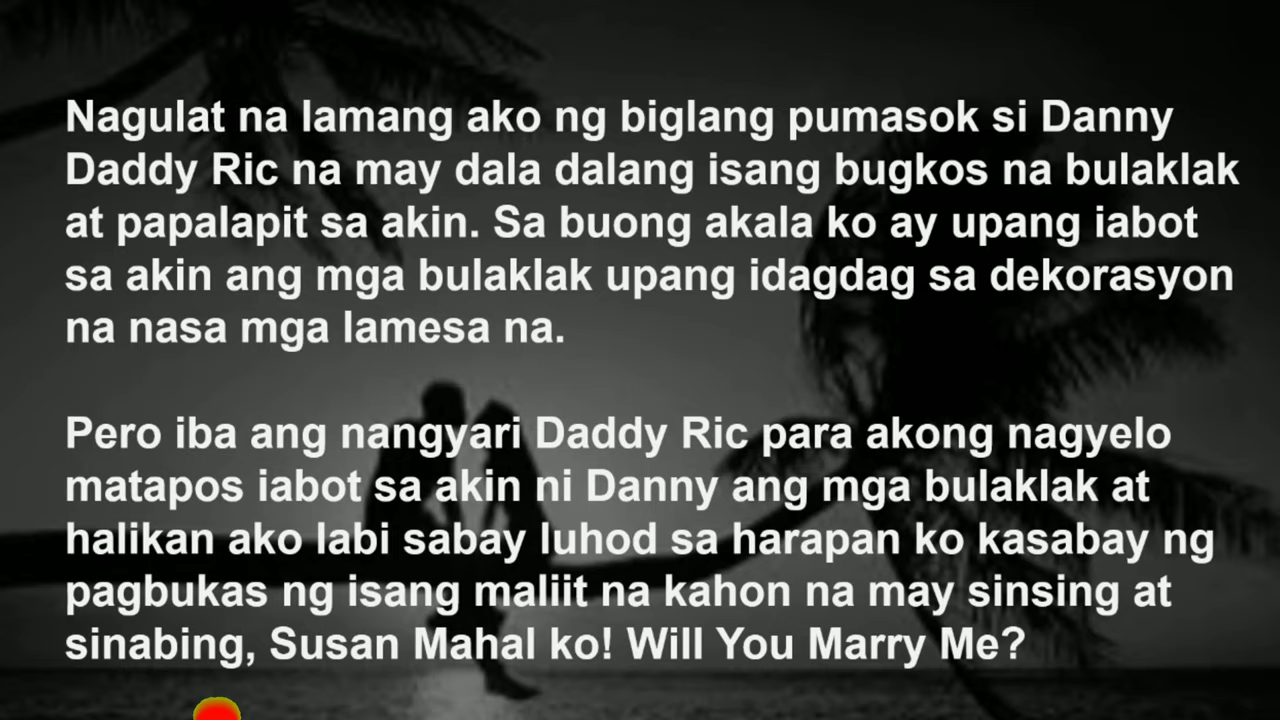 Nagulat na lamang ako ng biglang pumasok si Danny
Daddy Ric na may dala dalang isang bugkos na bulaklak
at papalapit sa akin. Sa buong akala ko ay upang iabot
sa akin ang mga bulaklak upang idagdag sa dekorasyon
na nasa mga lamesa na.
Pero iba ang nangyari Daddy Ric para akong nagyelo
matapos iabot sa akin ni Danny ang mga bulaklak at
halikan ako labi sabay luhod sa harapan ko kasabay ng
pagbukas ng isang maliit na kahon na may sinsing at
sinabing, Susan Mahal ko! Will You Marry Me?